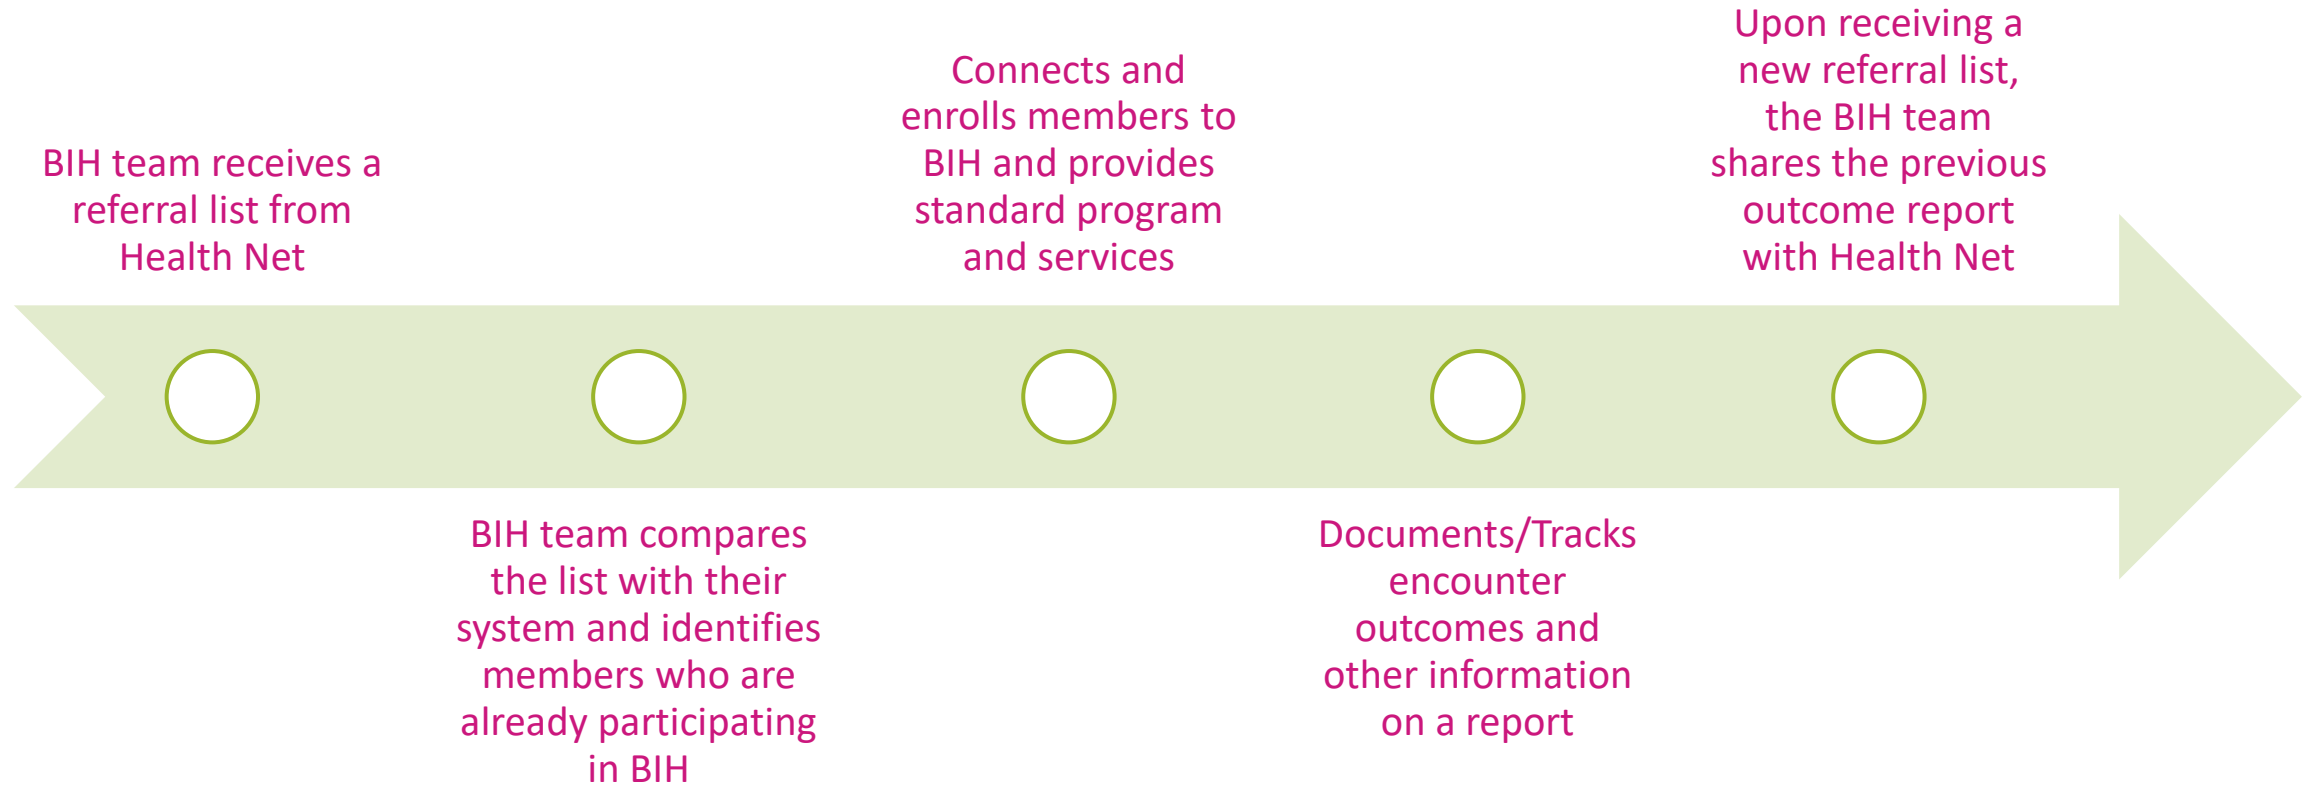 BIH team receives a
referral list from
Health Net
BIH team compares
the list with their
system and identifies
members who are
already participating
in BIH
Connects and
enrolls members to
BIH and provides
standard program
and services
Documents/Tracks
encounter
outcomes and
other information
on a report
Upon receiving a
new referral list,
the BIH team
shares the previous
outcome report
with Health Net